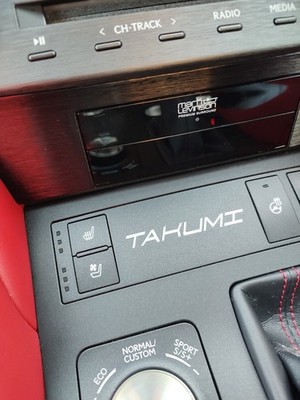 CH·TRACK
RADIO
MEDIA
Mark Levinson
PREMIUM SURROUND
TAKUMI
ECO
NORMAL/
CUSTOM
SPORT
S/S+